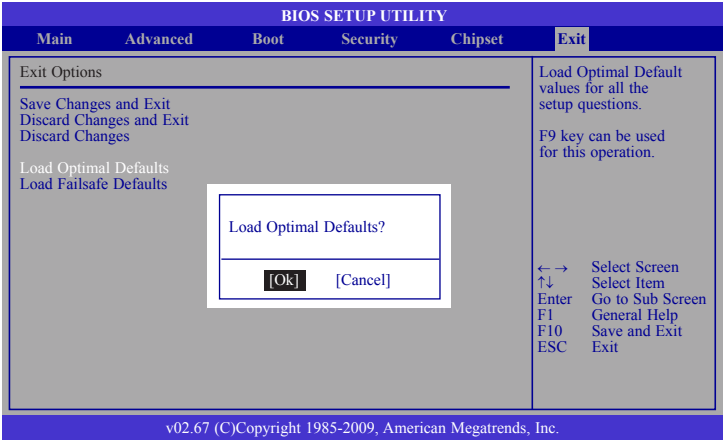 BIOS SETUP UTILITY
Main Advanced Boot Security Chipset Exit
Exit Options
Save Changes and Exit
Discard Changes and Exit
Discard Changes
Load Optimal Defaults
Load Failsafe Defaults
Load Optimal Defaults?
[Ok] [Cancel]
Load Optimal Default
values for all the
setup questions.
F9 key can be used
for this operation.
←→ Select Screen
↑↓ Select Item
Enter Go to Sub Screen
F1 General Help
F10 Save and Exit
ESC Exit
v02.67 (C)Copyright 1985-2009, American Megatrends, Inc.